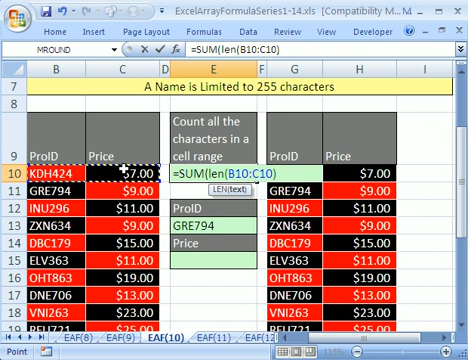 ExcelArrayFormulaSeries1-14.xls [Compatibility M...
Home Insert Page Layout Formulas Data Review View Developer
MROUND =SUM(len(B10:C10)
B C D E F G H I
7 A Name is Limited to 255 characters
Count all the
characters in a
cell range
9 ProID Price ProID Price
10 KDH424 $7.00 =SUM(len(B10:C10) $7.00
LEN(text)
11 GRE794 $9.00 GRE794 $9.00
12 INU296 $11.00 ProID INU296 $11.00
13 ZXN634 $9.00 GRE794 ZXN634 $9.00
14 DBC179 $15.00 Price DBC179 $15.00
15 ELV363 $11.00 ELV363 $11.00
16 OHT863 $19.00 OHT863 $19.00
17 DNE706 $13.00 DNE706 $13.00
18 VNI263 $23.00 VNI263 $23.00
19 REU721 $25.00 REU721 $25.00
EAF(8) EAF(9) EAF(10) EAF(11) EAF(12
Point 115%